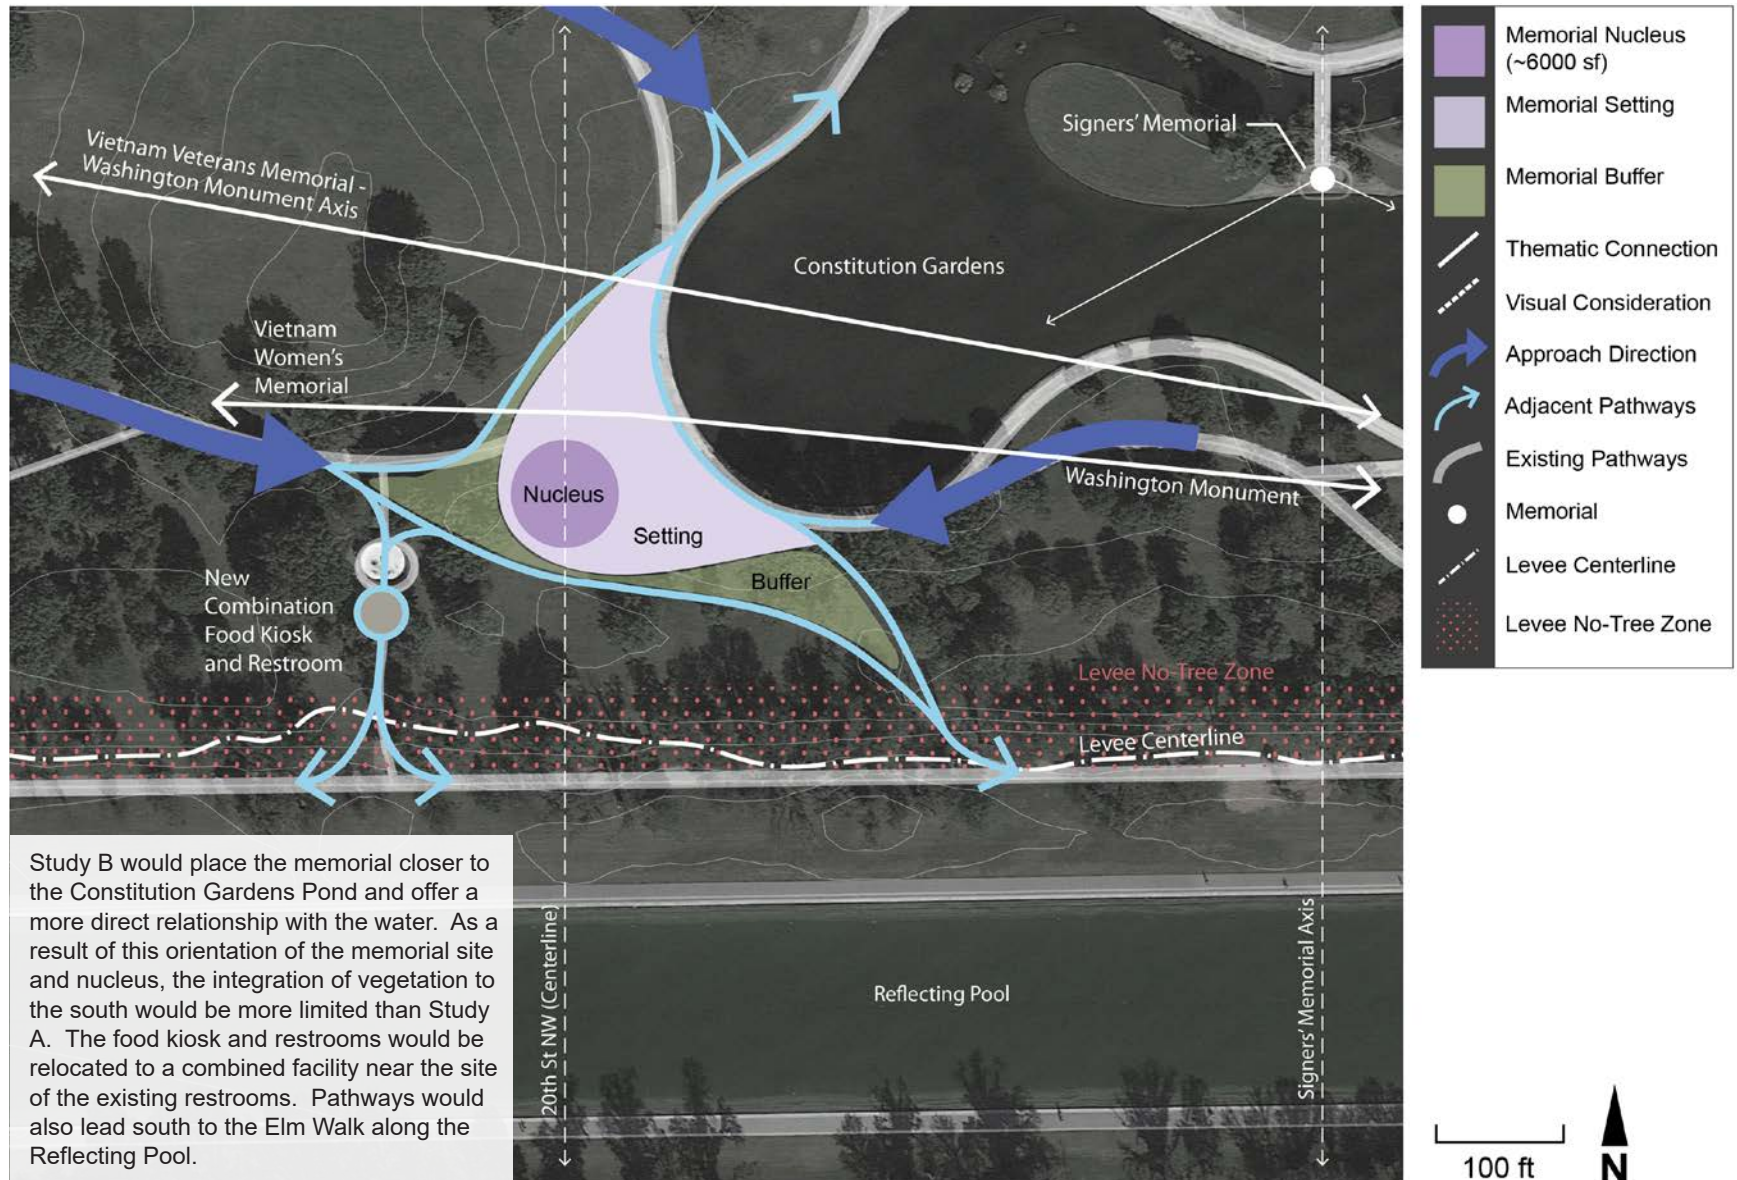 Vietnam Veterans Memorial -
Washington Monument Axis
Signers' Memorial
Constitution Gardens
Vietnam
Women's
Memorial
Washington Monument
Nucleus
Setting
Buffer
New
Combination
Food Kiosk
and Restroom
Levee No-Tree Zone
Levee Centerline
20th St NW (Centerline)
Signers' Memorial Axis
Reflecting Pool
Study B would place the memorial closer to
the Constitution Gardens Pond and offer a
more direct relationship with the water. As a
result of this orientation of the memorial site
and nucleus, the integration of vegetation to
the south would be more limited than Study
A. The food kiosk and restrooms would be
relocated to a combined facility near the site
of the existing restrooms. Pathways would
also lead south to the Elm Walk along the
Reflecting Pool.
Memorial Nucleus
(~6000 sf)
Memorial Setting
Memorial Buffer
Thematic Connection
Visual Consideration
Approach Direction
Adjacent Pathways
Existing Pathways
Memorial
Levee Centerline
Levee No-Tree Zone
100 ft
N